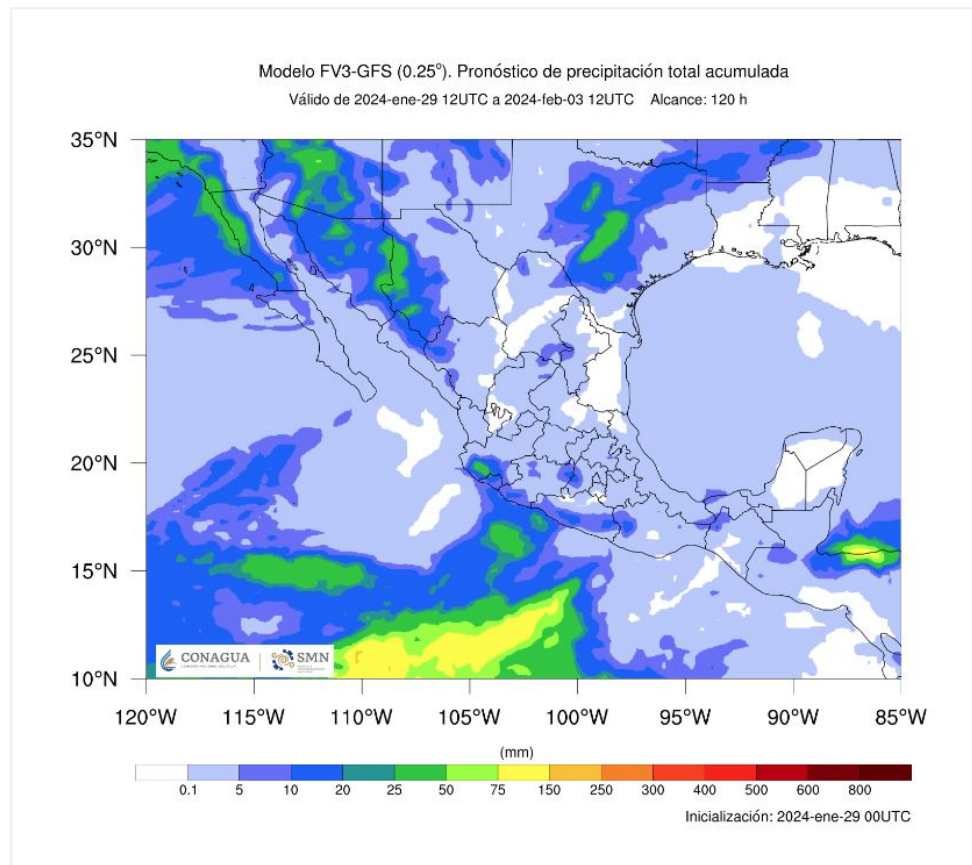 Modelo FV3-GFS (0.25°). Pronóstico de precipitación total acumulada
Válido de 2024-ene-29 12UTC a 2024-feb-03 12UTC Alcance: 120 h
35°N
30°N
25°N
20°N
15°N
10°N
CONAGUA
SMN
120°W 115°W 110°W 105°W 100°W 95°W 90°W 85°W
(mm)
0.1 5 10 20 25 50 75 150 250 300 400 500 600 800
Inicialización: 2024-ene-29 00UTC